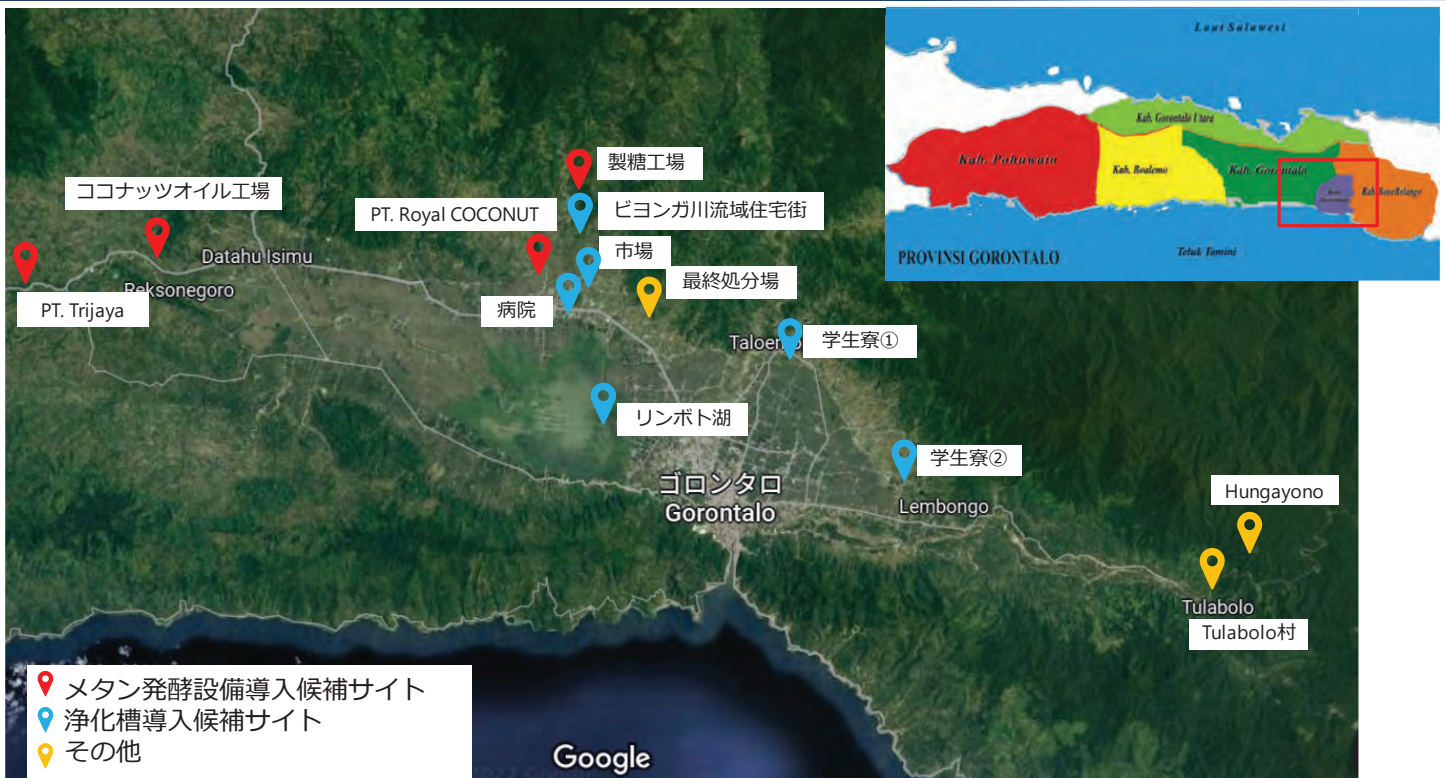 Laut Sulawesi
Kab. Gorontalo Utara
Kab. Pohuwato
Kab. Boalemo
Kab. Gorontalo
Kab. BoneBolango
PROVINSI GORONTALO
Teluk Tomini
製糖工場
ココナッツオイル工場
PT. Royal COCONUT
ビヨンガ川流域住宅街
市場
Datahu Isimu
最終処分場
Reksonegoro
PT. Trijaya
病院
学生寮①
リンボト湖
学生寮②
ゴロンタロ
Gorontalo
Lembongo
Hungayono
Tulabolo
Tulabolo村
メタン発酵設備導入候補サイト
浄化槽導入候補サイト
その他
Google